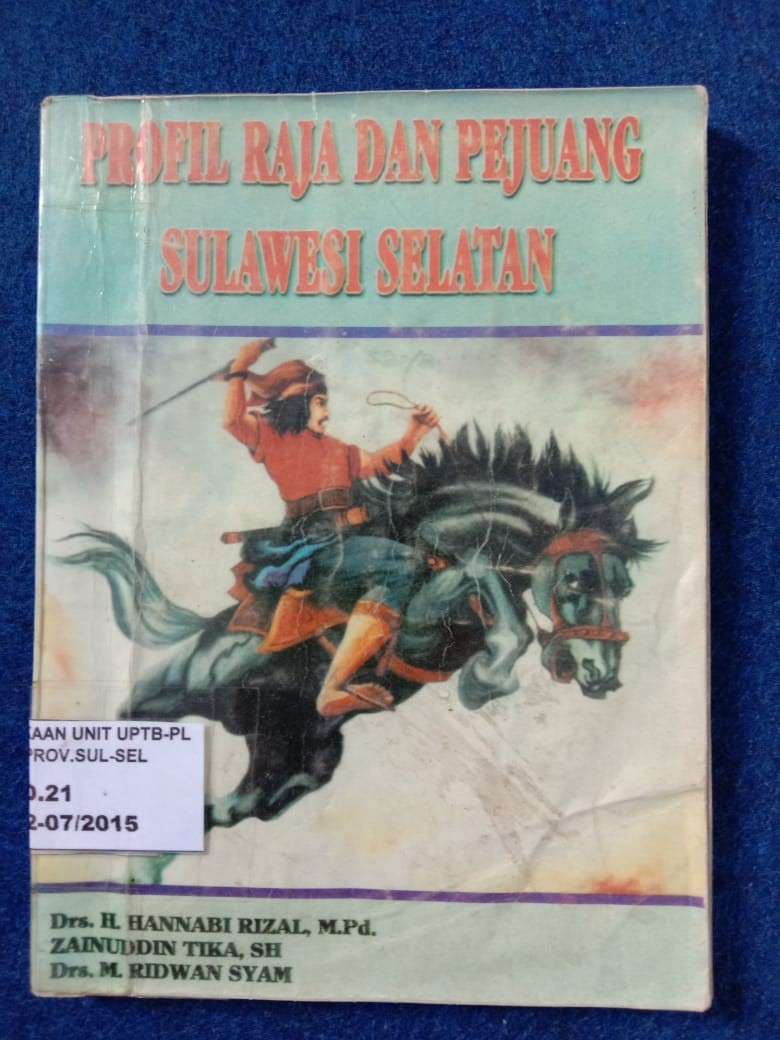 PROFIL RAJA DAN PEJUANG
SULAWESI SELATAN
KAAN UNIT UPTB-PL
PROV.SUL-SEL
0.21
2-07/2015
Drs. H. HANNABI RIZAL, M.Pd.
ZAINUDDIN TIKA, SH
Drs. M. RIDWAN SYAM